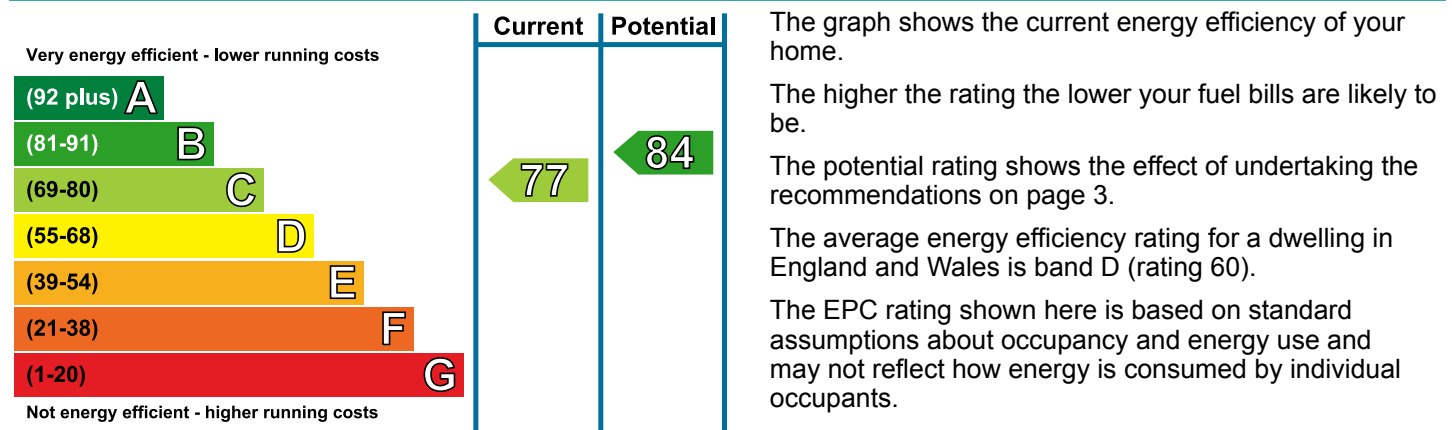 Current Potential
Very energy efficient - lower running costs
(92 plus) A
(81-91) B
(69-80) C
(55-68) D
(39-54) E
(21-38) F
(1-20) G
Not energy efficient - higher running costs
77
84
The graph shows the current energy efficiency of your
home.
The higher the rating the lower your fuel bills are likely to
be.
The potential rating shows the effect of undertaking the
recommendations on page 3.
The average energy efficiency rating for a dwelling in
England and Wales is band D (rating 60).
The EPC rating shown here is based on standard
assumptions about occupancy and energy use and
may not reflect how energy is consumed by individual
occupants.